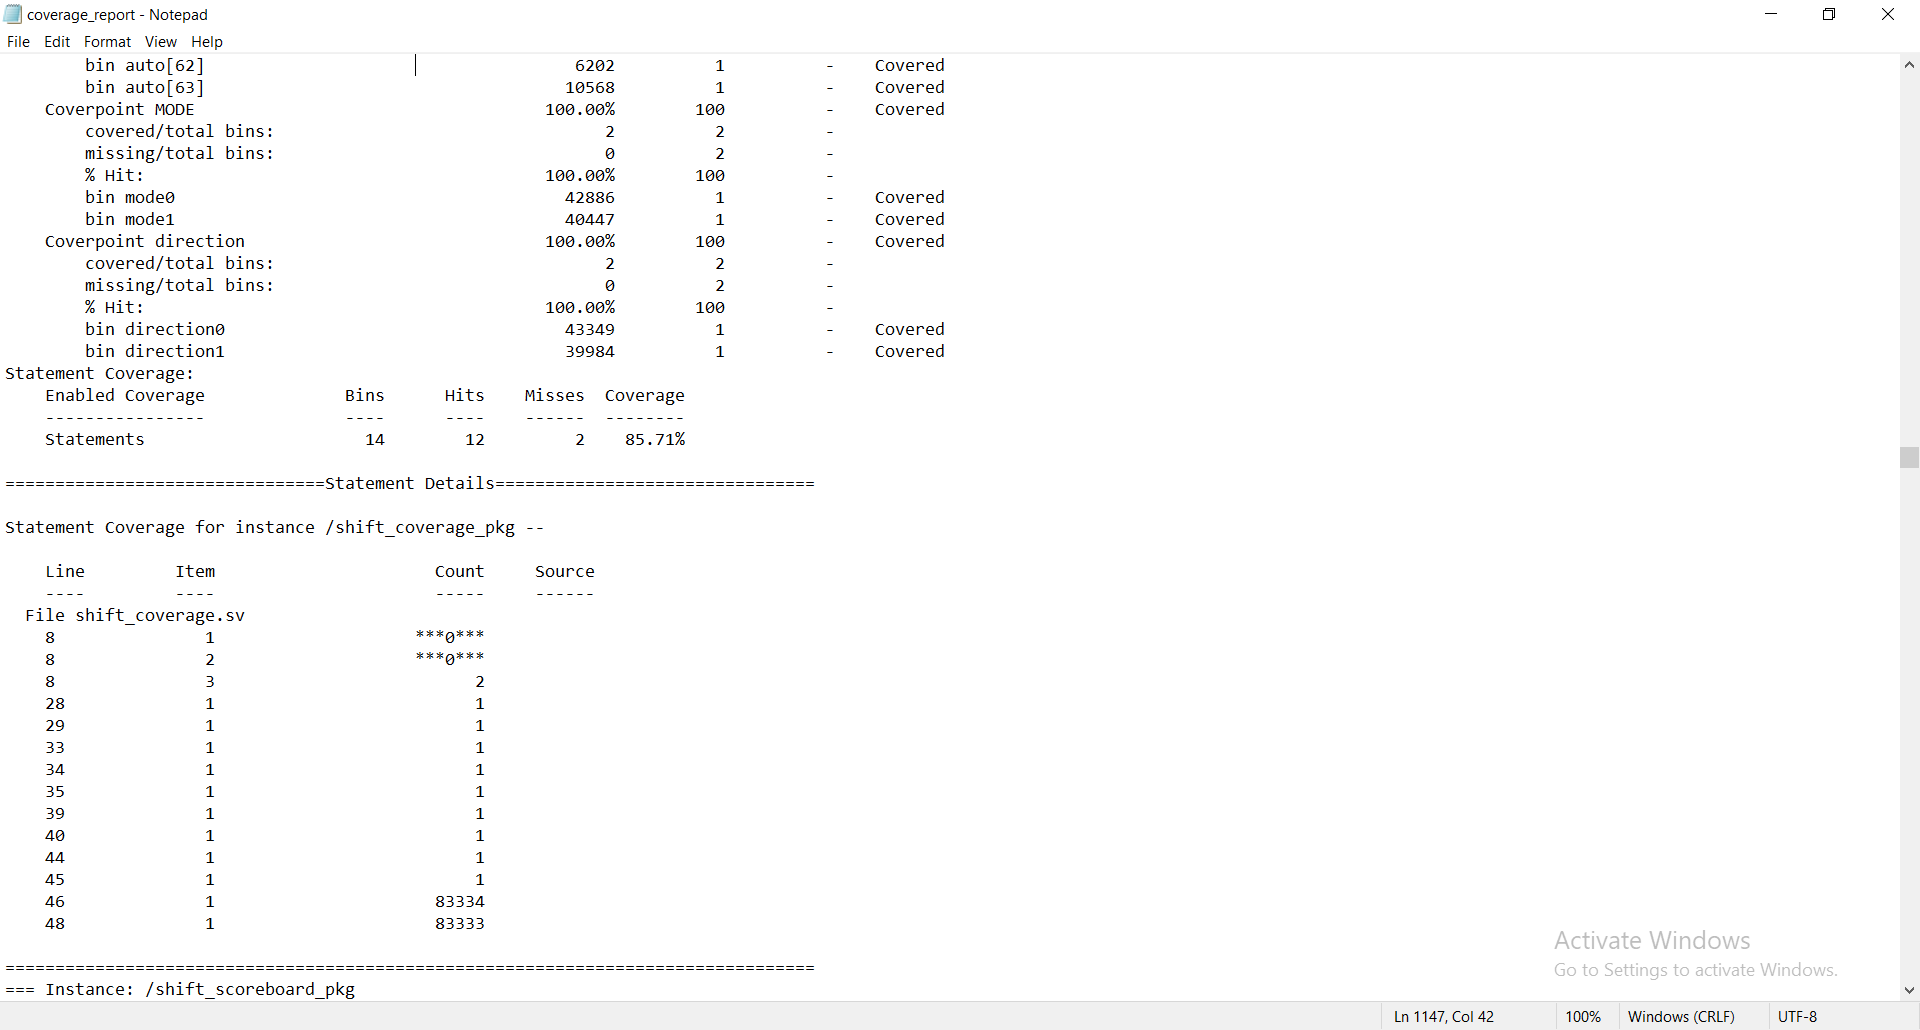 coverage_report - Notepad
File Edit Format View Help
bin auto[62] 6202 1 - Covered
bin auto[63] 10568 1 - Covered
Coverpoint MODE 100.00% 100 - Covered
covered/total bins: 2 2 -
missing/total bins: 0 2 -
% Hit: 100.00% 100 -
bin mode0 42886 1 - Covered
bin mode1 40447 1 - Covered
Coverpoint direction 100.00% 100 - Covered
covered/total bins: 2 2 -
missing/total bins: 0 2 -
% Hit: 100.00% 100 -
bin direction0 43349 1 - Covered
bin direction1 39984 1 - Covered
Statement Coverage:
Enabled Coverage Bins Hits Misses Coverage
---------------- ---- ---- ------ --------
Statements 14 12 2 85.71%
================================Statement Details================================
Statement Coverage for instance /shift_coverage_pkg --
Line Item Count Source
---- ---- ----- ------
File shift_coverage.sv
8 1 ***0***
8 2 ***0***
8 3 2
28 1 1
29 1 1
33 1 1
34 1 1
35 1 1
39 1 1
40 1 1
44 1 1
45 1 1
46 1 83334
48 1 83333
=================================================================================
=== Instance: /shift_scoreboard_pkg
Activate Windows
Go to Settings to activate Windows.
Ln 1147, Col 42 100% Windows (CRLF) UTF-8